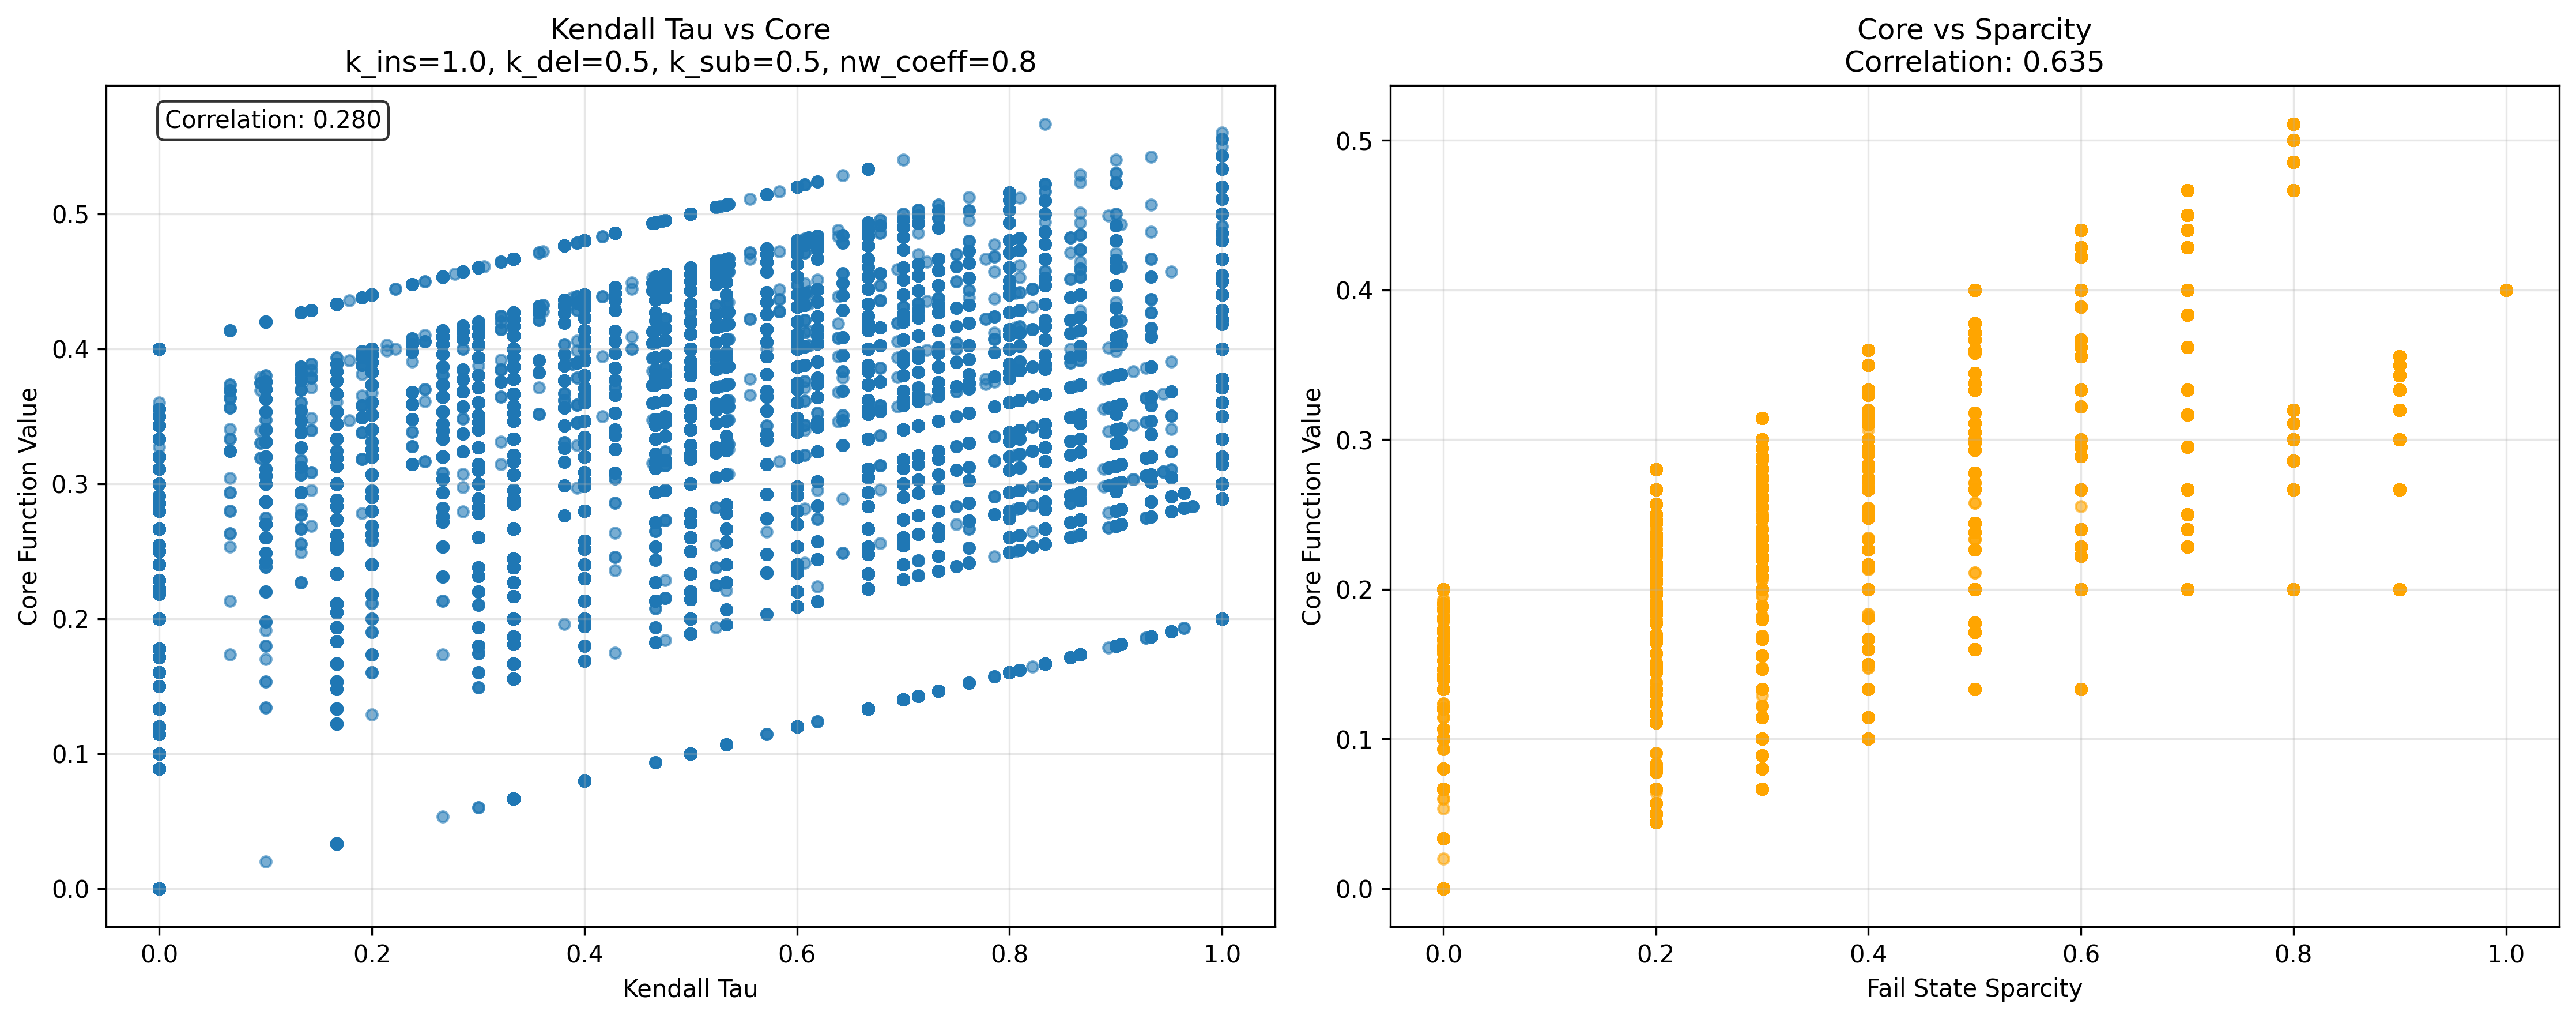 Kendall Tau vs Core
k_ins=1.0, k_del=0.5, k_sub=0.5, nw_coeff=0.8
Correlation: 0.280
Core Function Value
0.5
0.4
0.3
0.2
0.1
0.0
0.0 0.2 0.4 0.6 0.8 1.0
Kendall Tau
Core vs Sparcity
Correlation: 0.635
Core Function Value
0.5
0.4
0.3
0.2
0.1
0.0
0.0 0.2 0.4 0.6 0.8 1.0
Fail State Sparcity